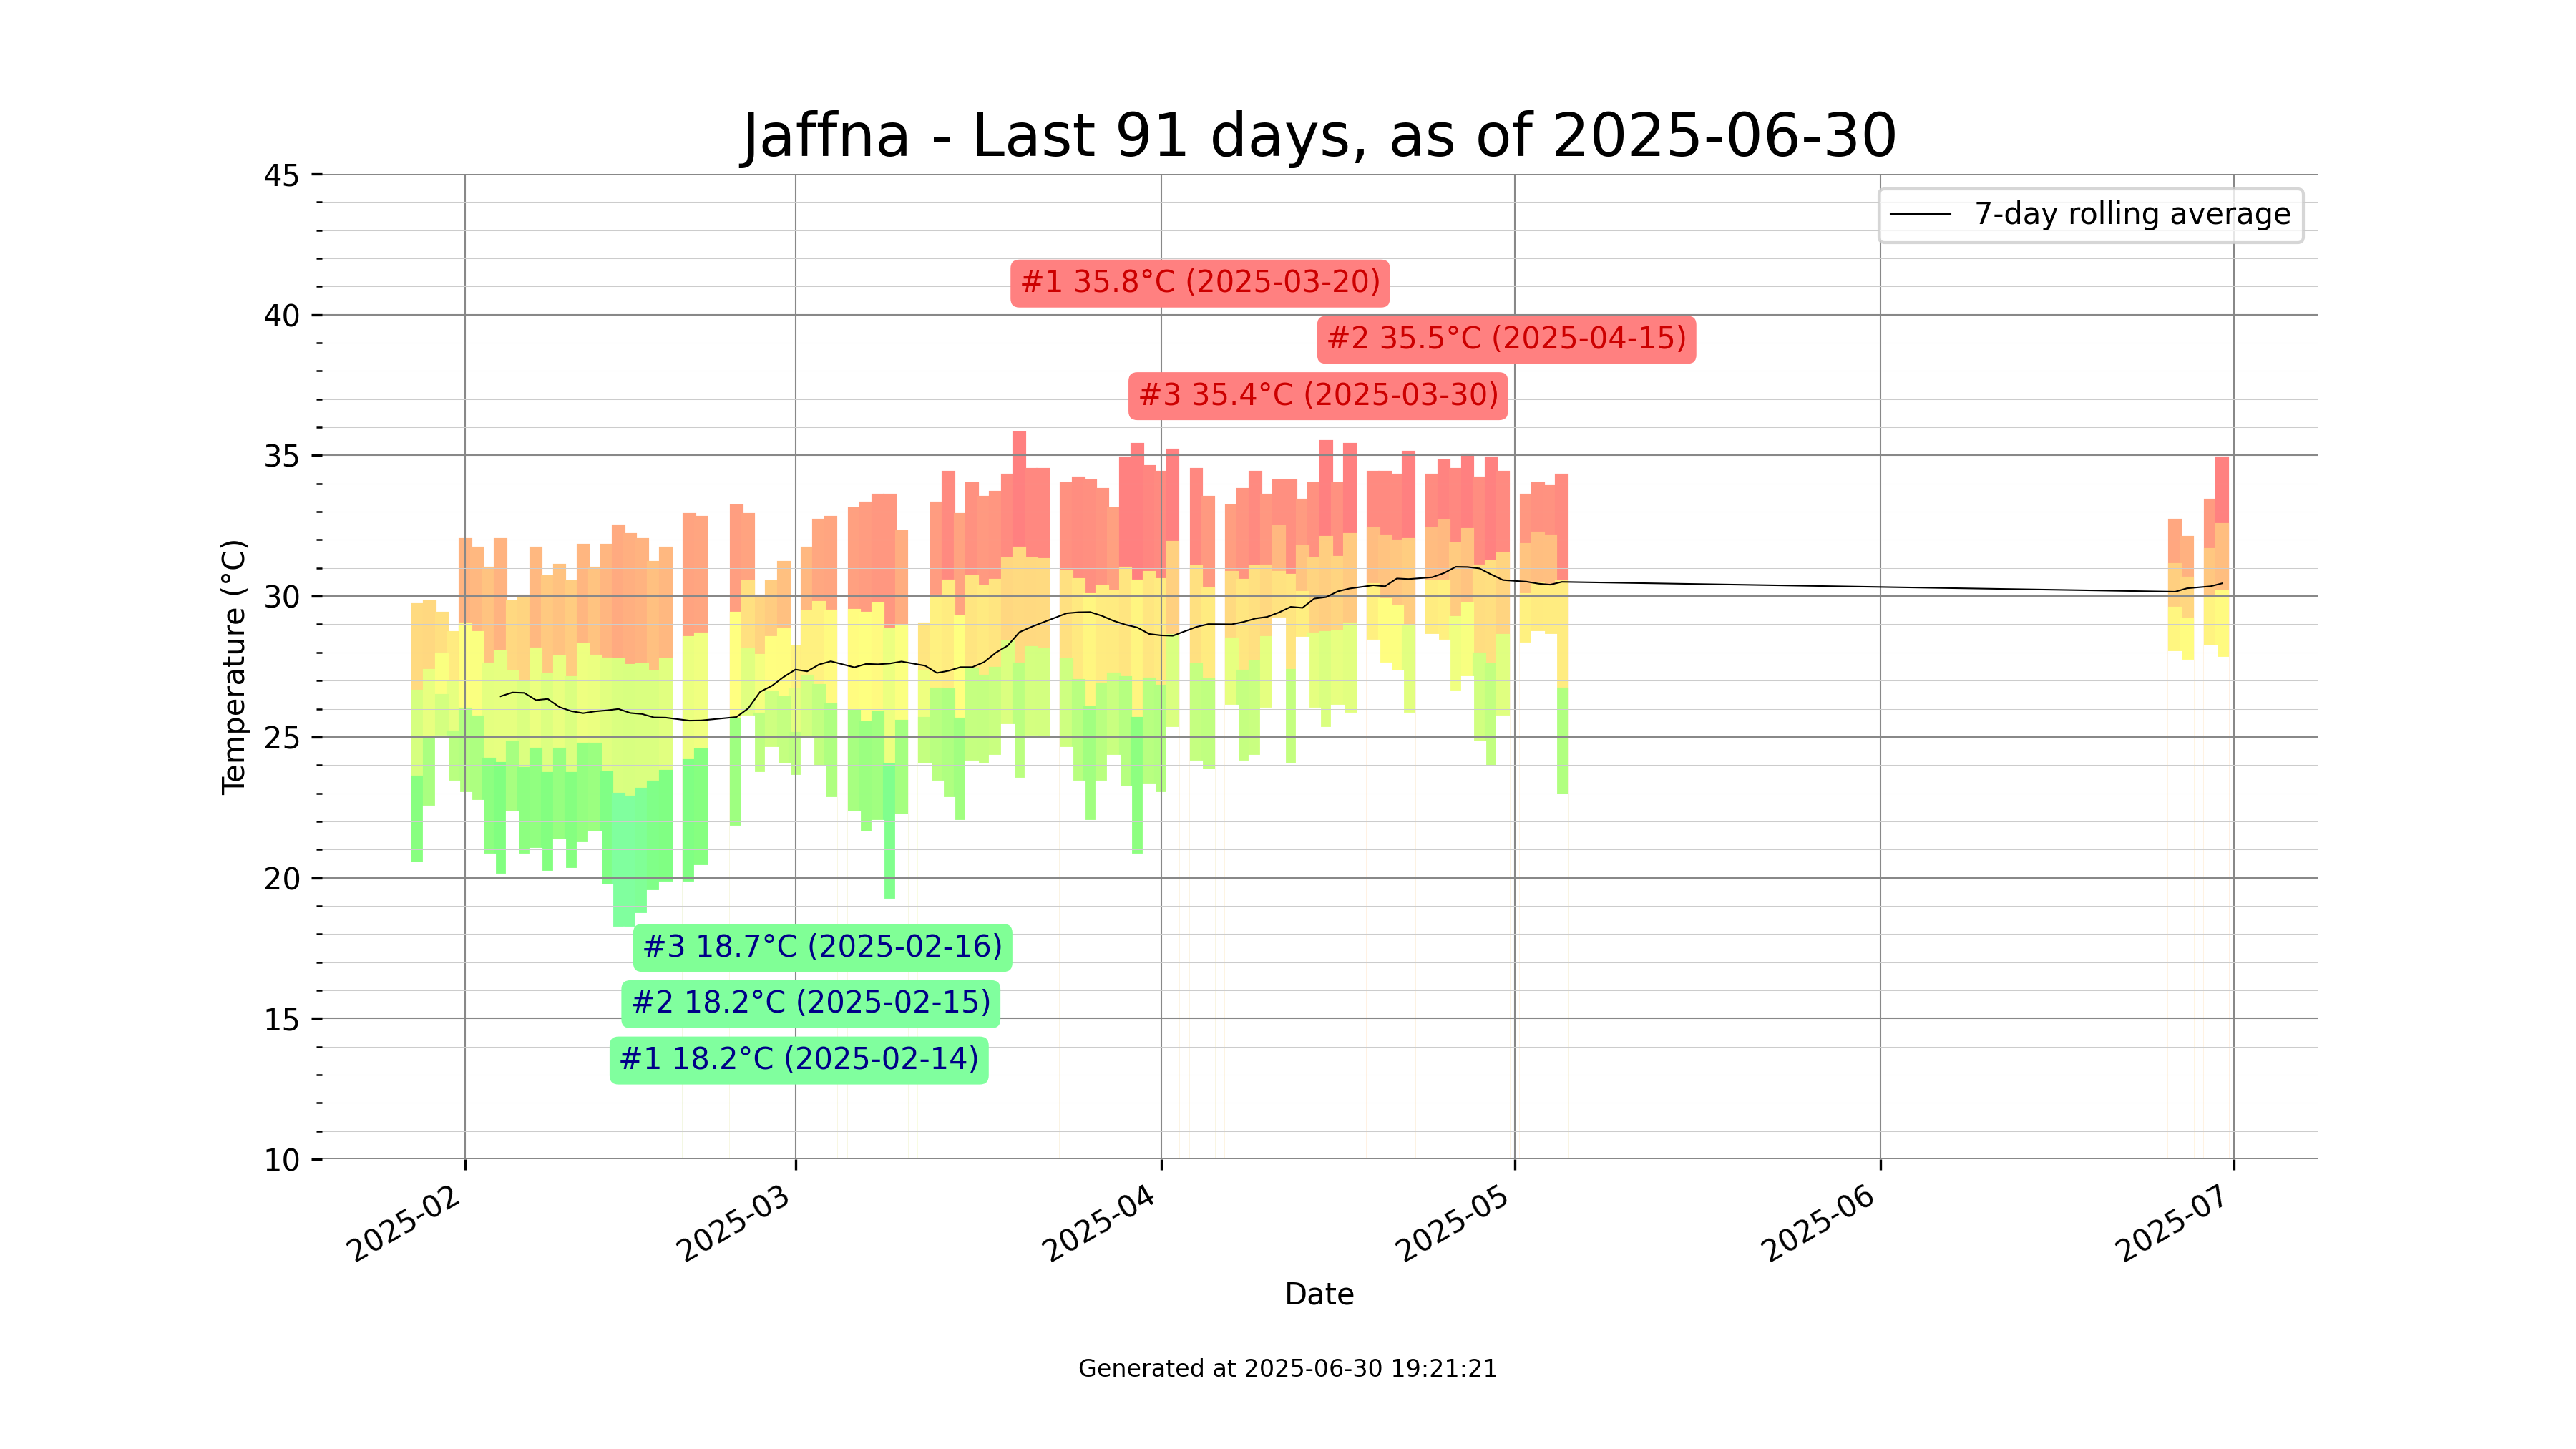 Jaffna - Last 91 days, as of 2025-06-30
7-day rolling average
45
40
35
30
25
20
15
10
Temperature (°C)
#1 35.8°C (2025-03-20)
#2 35.5°C (2025-04-15)
#3 35.4°C (2025-03-30)
#3 18.7°C (2025-02-16)
#2 18.2°C (2025-02-15)
#1 18.2°C (2025-02-14)
2025-02
2025-03
2025-04
2025-05
2025-06
2025-07
Date
Generated at 2025-06-30 19:21:21